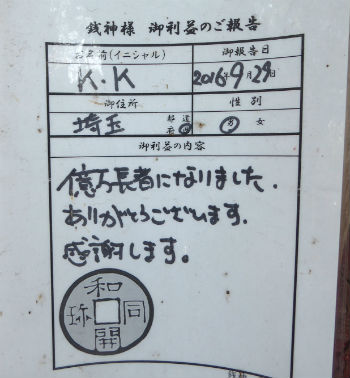 銭神様 御利益のご報告
お名前(イニシャル)
御報告日
K.K
2016年9月29日
御住所
性別
埼玉
都道
府県
男 女
御利益の内容
億万長者になりました.
ありがとうございます.
感謝します。
和
同
開
珎